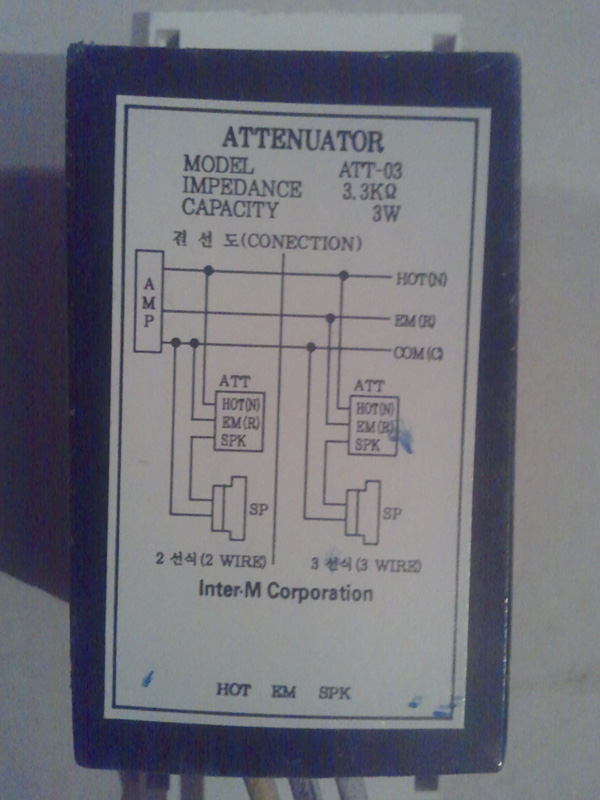 ATTENUATOR
MODEL ATT-03
IMPEDANCE 3.3KΩ
CAPACITY 3W
결 선 도(CONECTION)
AMP
HOT(N)
EM(R)
COM(C)
ATT
HOT(N)
EM(R)
SPK
SP
ATT
HOT(N)
EM(R)
SPK
SP
2 선식(2 WIRE)
3 선식(3 WIRE)
Inter-M Corporation
HOT EM SPK